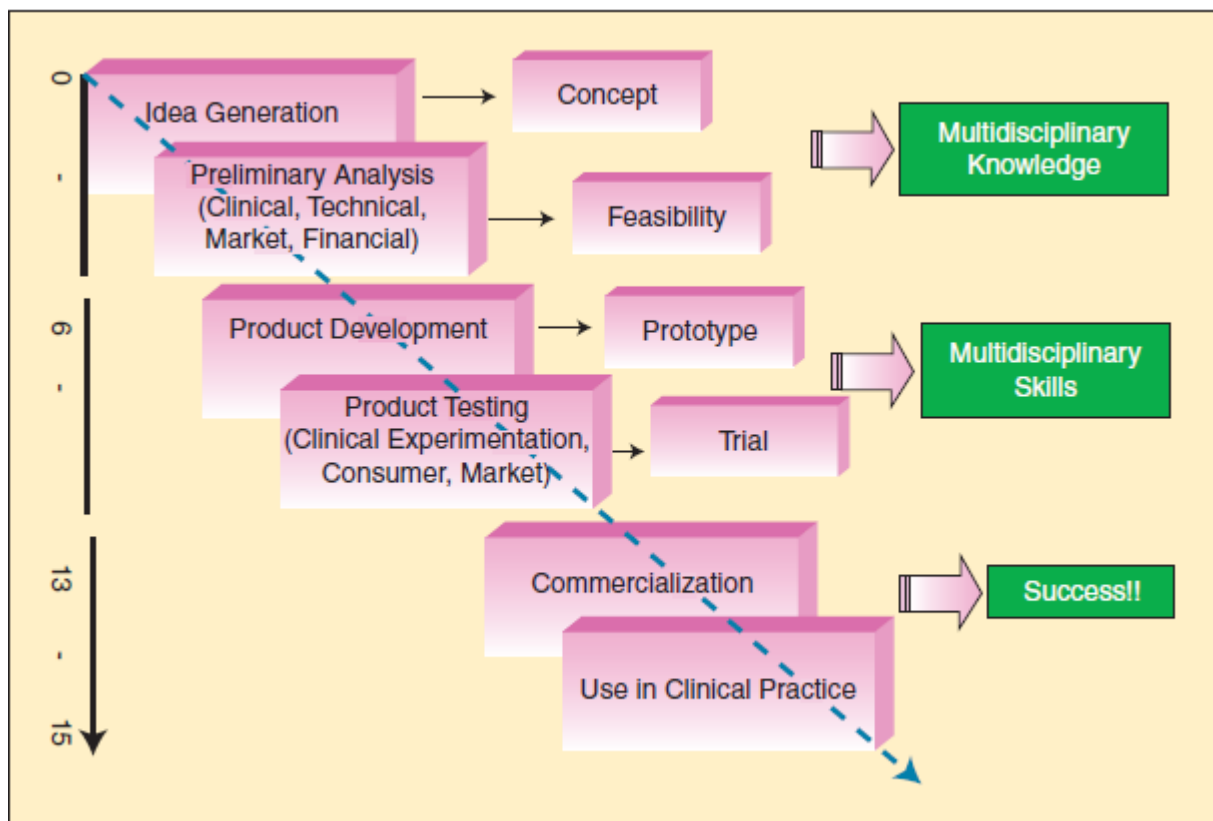 0
-
6
-
13
-
15
Idea Generation
Concept
Multidisciplinary
Knowledge
Preliminary Analysis
(Clinical, Technical,
Market, Financial)
Feasibility
Product Development
Prototype
Multidisciplinary
Skills
Product Testing
(Clinical Experimentation,
Consumer, Market)
Trial
Commercialization
Success!!
Use in Clinical Practice